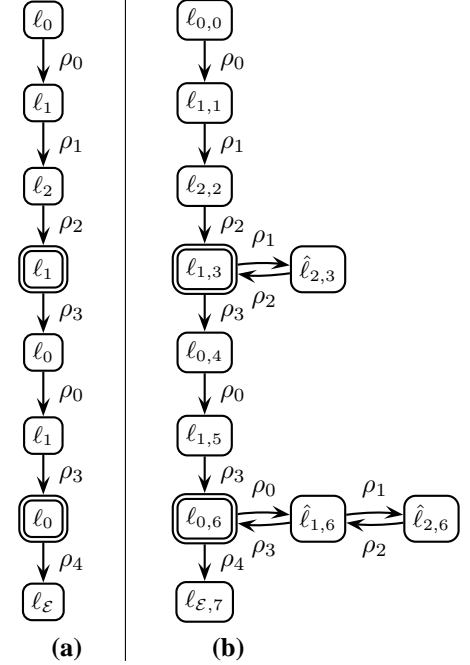 ℓ₀ ℓ₀,₀
ρ₀ ρ₀
ℓ₁ ℓ₁,₁
ρ₁ ρ₁
ℓ₂ ℓ₂,₂
ρ₂ ρ₂ ρ₁
ℓ₁ ℓ₁,₃ ℓ̂₂,₃
ρ₃ ρ₃ ρ₂
ℓ₀ ℓ₀,₄
ρ₀ ρ₀
ℓ₁ ℓ₁,₅
ρ₃ ρ₃ ρ₀ ρ₁
ℓ₀ ℓ₀,₆ ℓ̂₁,₆ ℓ̂₂,₆
ρ₄ ρ₄ ρ₃ ρ₂
ℓ_ℰ ℓ_ℰ,₇
(a) (b)